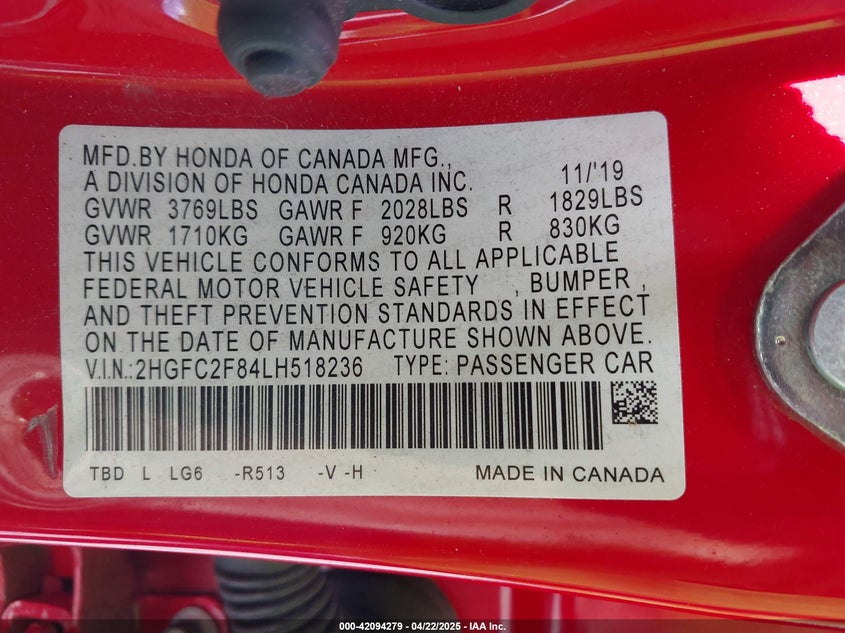 MFD.BY HONDA OF CANADA MFG.,
A DIVISION OF HONDA CANADA INC. 11/'19
GVWR 3769LBS GAWR F 2028LBS R 1829LBS
GVWR 1710KG GAWR F 920KG R 830KG
THIS VEHICLE CONFORMS TO ALL APPLICABLE
FEDERAL MOTOR VEHICLE SAFETY , BUMPER ,
AND THEFT PREVENTION STANDARDS IN EFFECT
ON THE DATE OF MANUFACTURE SHOWN ABOVE.
V.I.N.:2HGFC2F84LH518236 TYPE: PASSENGER CAR
TBD L LG6 -R513 -V -H MADE IN CANADA
000-42094279 - 04/22/2025 - IAA Inc.